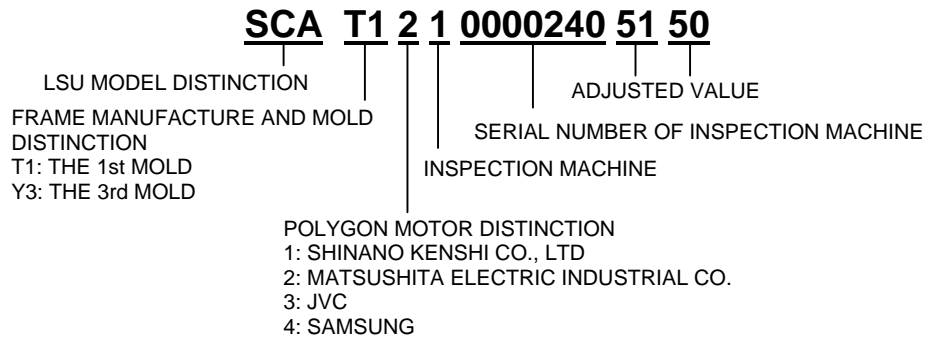 SCA T1 2 1 0000240 51 50
LSU MODEL DISTINCTION
ADJUSTED VALUE
FRAME MANUFACTURE AND MOLD
DISTINCTION
T1: THE 1st MOLD
Y3: THE 3rd MOLD
SERIAL NUMBER OF INSPECTION MACHINE
INSPECTION MACHINE
POLYGON MOTOR DISTINCTION
1: SHINANO KENSHI CO., LTD
2: MATSUSHITA ELECTRIC INDUSTRIAL CO.
3: JVC
4: SAMSUNG